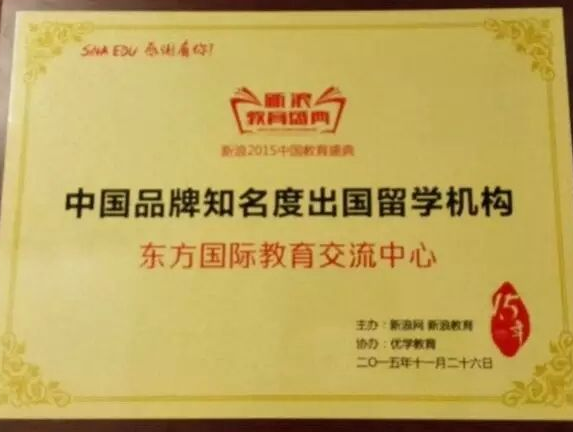 SINA EDU 感谢有你!
新浪
教育盛典
新浪2015中国教育盛典
中国品牌知名度出国留学机构
东方国际教育交流中心
15年
主办:新浪网 新浪教育
协办:优学教育
二〇一五年十一月二十六日